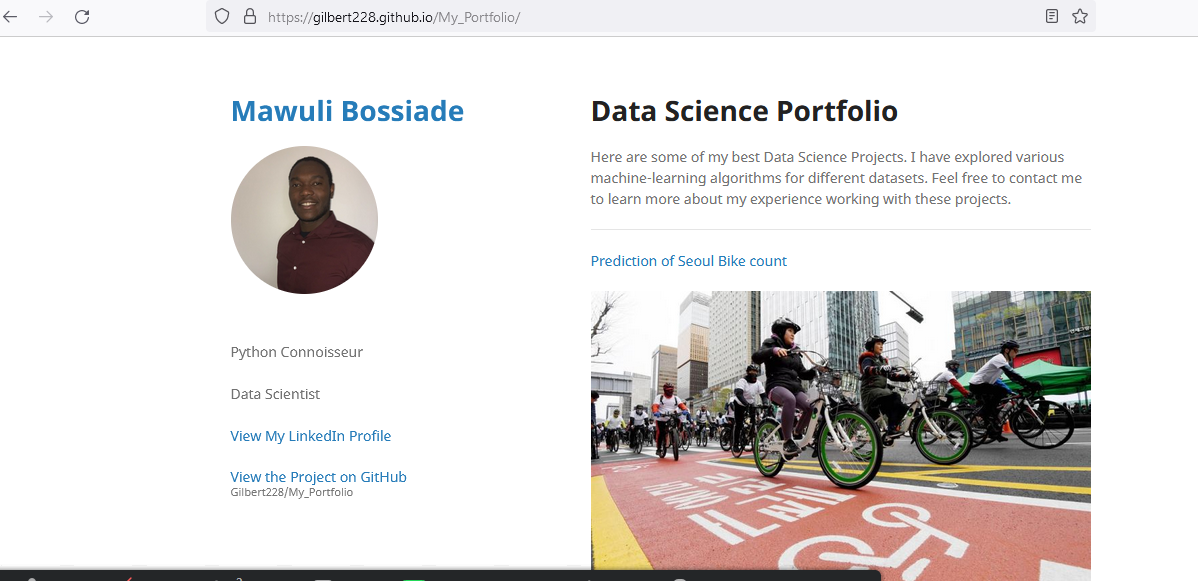 https://gilbert228.github.io/My_Portfolio/
Mawuli Bossiade
Python Connoisseur
Data Scientist
View My LinkedIn Profile
View the Project on GitHub
Gilbert228/My_Portfolio
Data Science Portfolio
Here are some of my best Data Science Projects. I have explored various
machine-learning algorithms for different datasets. Feel free to contact me
to learn more about my experience working with these projects.
Prediction of Seoul Bike count